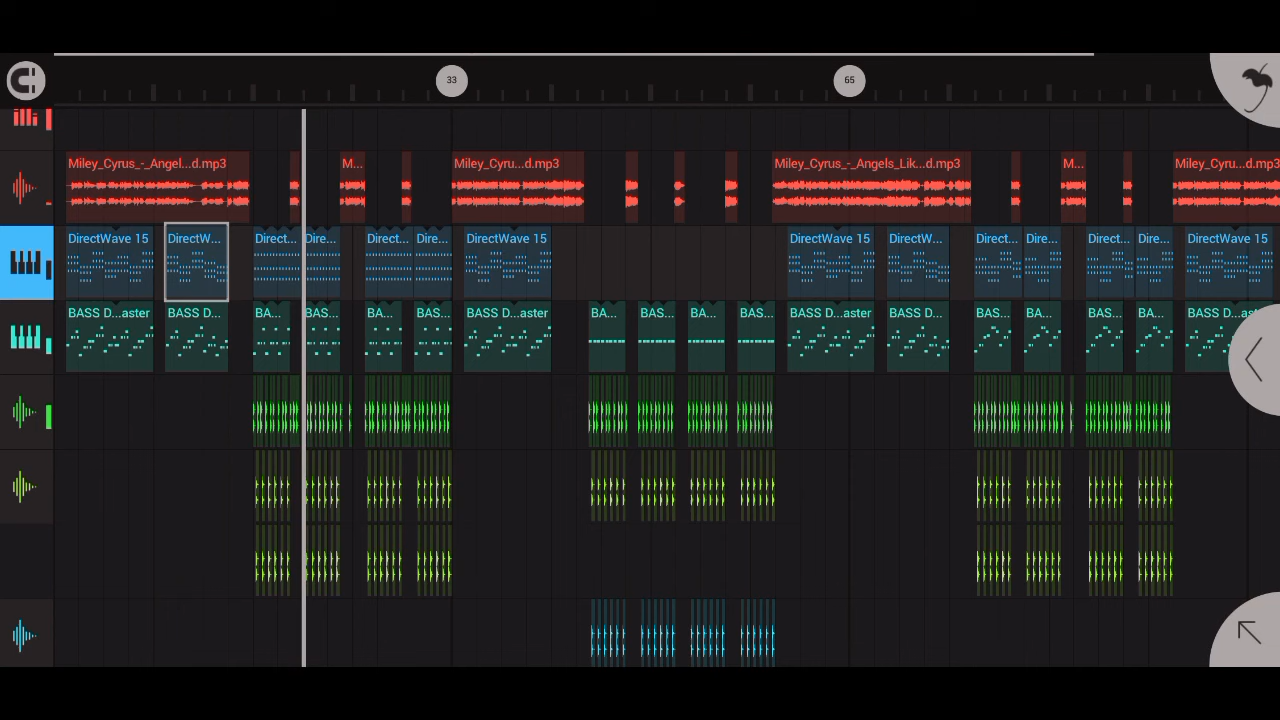 33
65
Miley_Cyrus_-_Angel...d.mp3
M...
Miley_Cyru...d.mp3
Miley_Cyrus_-_Angels_Lik...d.mp3
M...
Miley_Cyru...d.mp3
DirectWave 15
DirectW...
Direct...
Dire...
Direct...
Dire...
DirectWave 15
DirectWave 15
DirectW...
Direct...
Dire...
Direct...
Dire...
DirectWave 15
BASS D...aster
BASS D...
BA...
BAS...
BA...
BAS...
BASS D...aster
BA...
BAS...
BA...
BAS...
BASS D...aster
BASS D...
BAS...
BA...
BAS...
BA...
BASS D...aster